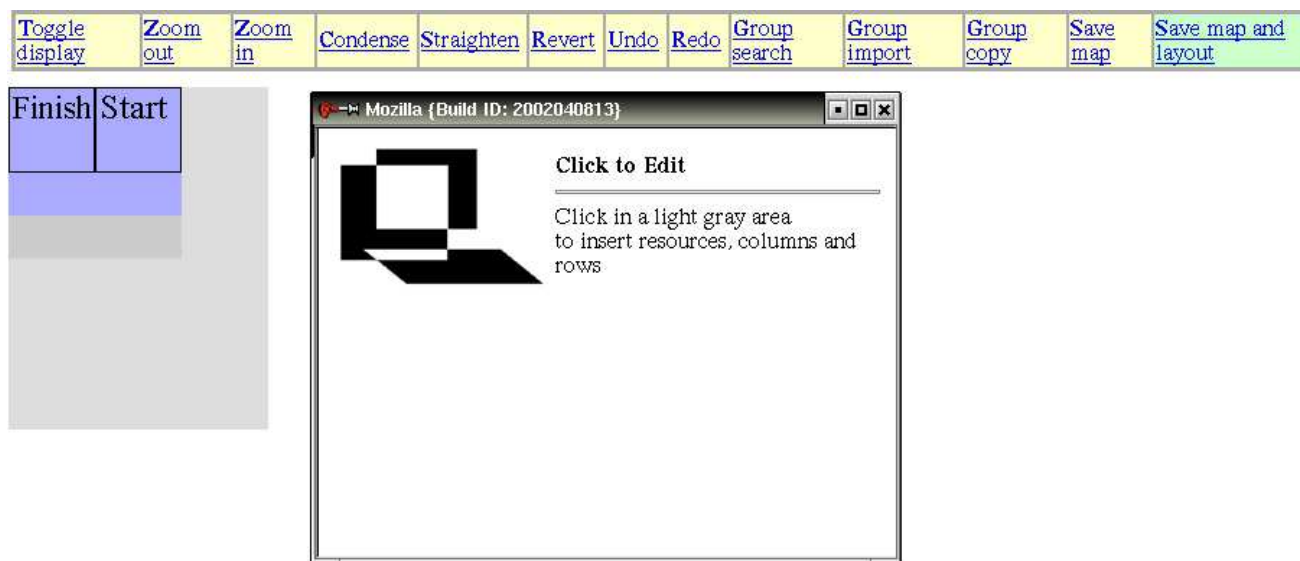 Toggle display
Zoom out
Zoom in
Condense
Straighten
Revert
Undo
Redo
Group search
Group import
Group copy
Save map
Save map and layout
Finish
Start
Mozilla {Build ID: 2002040813}
Click to Edit
Click in a light gray area
to insert resources, columns and
rows